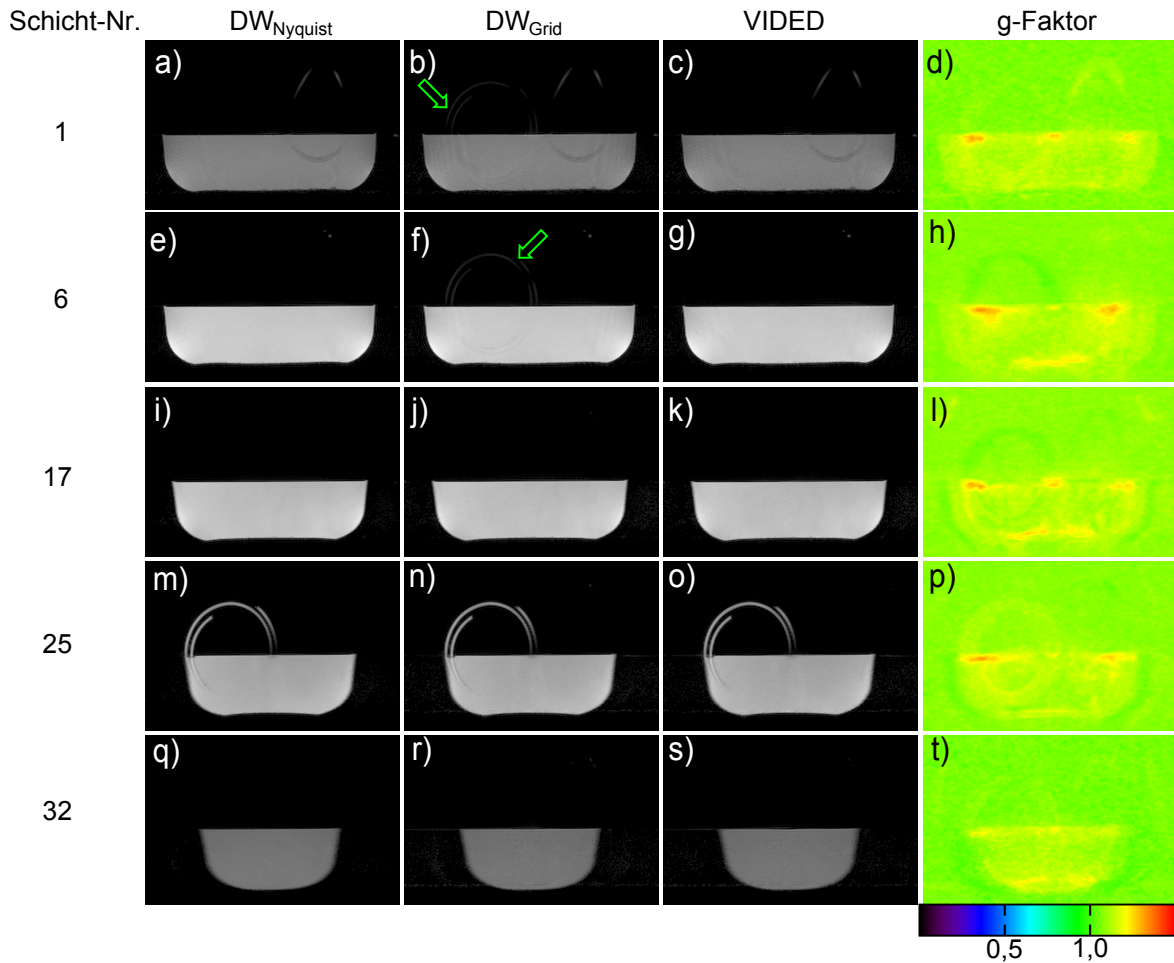 Schicht-Nr. DW_Nyquist DW_Grid VIDED g-Faktor
a) b) c) d)
1
e) f) g) h)
6
i) j) k) l)
17
m) n) o) p)
25
q) r) s) t)
32
0,5 1,0